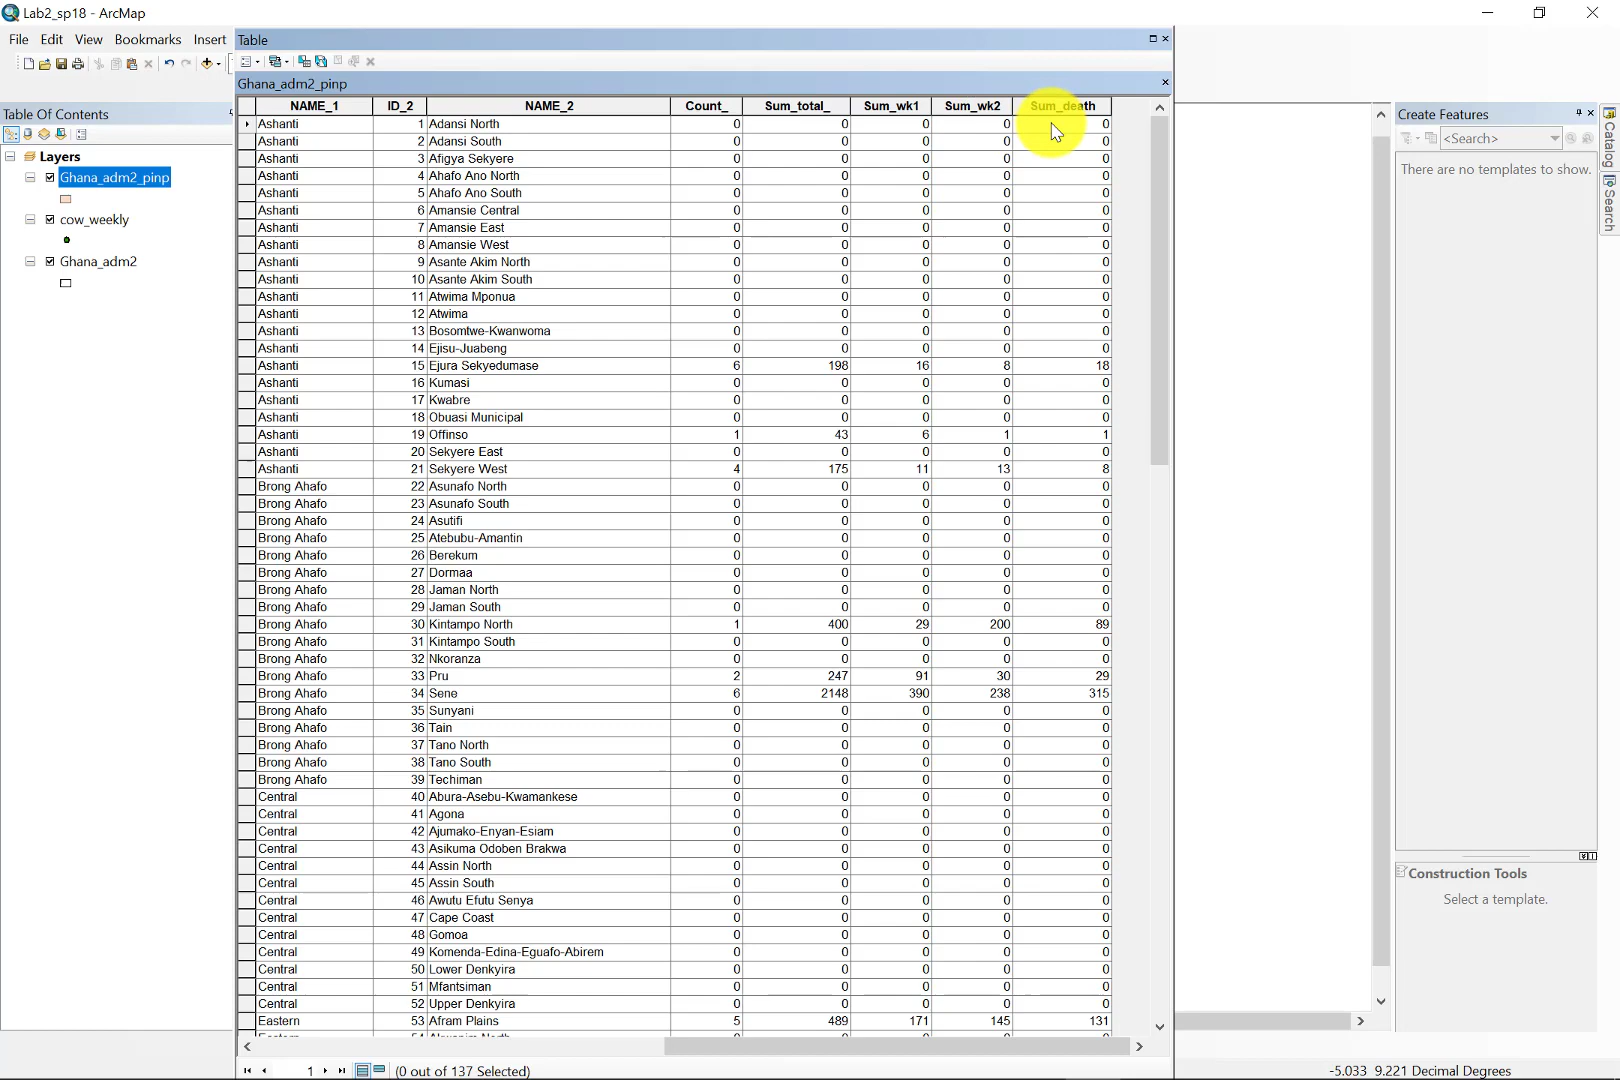 Lab2_sp18 - ArcMap
File Edit View Bookmarks Insert
Table
Ghana_adm2_pinp
Table Of Contents
Layers
Ghana_adm2_pinp
cow_weekly
Ghana_adm2
NAME_1 ID_2 NAME_2 Count_ Sum_total_ Sum_wk1 Sum_wk2 Sum_death
Ashanti 1 Adansi North 0 0 0 0 0
Ashanti 2 Adansi South 0 0 0 0 0
Ashanti 3 Afigya Sekyere 0 0 0 0 0
Ashanti 4 Ahafo Ano North 0 0 0 0 0
Ashanti 5 Ahafo Ano South 0 0 0 0 0
Ashanti 6 Amansie Central 0 0 0 0 0
Ashanti 7 Amansie East 0 0 0 0 0
Ashanti 8 Amansie West 0 0 0 0 0
Ashanti 9 Asante Akim North 0 0 0 0 0
Ashanti 10 Asante Akim South 0 0 0 0 0
Ashanti 11 Atwima Mponua 0 0 0 0 0
Ashanti 12 Atwima 0 0 0 0 0
Ashanti 13 Bosomtwe-Kwanwoma 0 0 0 0 0
Ashanti 14 Ejisu-Juabeng 0 0 0 0 0
Ashanti 15 Ejura Sekyedumase 6 198 16 8 18
Ashanti 16 Kumasi 0 0 0 0 0
Ashanti 17 Kwabre 0 0 0 0 0
Ashanti 18 Obuasi Municipal 0 0 0 0 0
Ashanti 19 Offinso 1 43 6 1 1
Ashanti 20 Sekyere East 0 0 0 0 0
Ashanti 21 Sekyere West 4 175 11 13 8
Brong Ahafo 22 Asunafo North 0 0 0 0 0
Brong Ahafo 23 Asunafo South 0 0 0 0 0
Brong Ahafo 24 Asutifi 0 0 0 0 0
Brong Ahafo 25 Atebubu-Amantin 0 0 0 0 0
Brong Ahafo 26 Berekum 0 0 0 0 0
Brong Ahafo 27 Dormaa 0 0 0 0 0
Brong Ahafo 28 Jaman North 0 0 0 0 0
Brong Ahafo 29 Jaman South 0 0 0 0 0
Brong Ahafo 30 Kintampo North 1 400 29 200 89
Brong Ahafo 31 Kintampo South 0 0 0 0 0
Brong Ahafo 32 Nkoranza 0 0 0 0 0
Brong Ahafo 33 Pru 2 247 91 30 29
Brong Ahafo 34 Sene 6 2148 390 238 315
Brong Ahafo 35 Sunyani 0 0 0 0 0
Brong Ahafo 36 Tain 0 0 0 0 0
Brong Ahafo 37 Tano North 0 0 0 0 0
Brong Ahafo 38 Tano South 0 0 0 0 0
Brong Ahafo 39 Techiman 0 0 0 0 0
Central 40 Abura-Asebu-Kwamankese 0 0 0 0 0
Central 41 Agona 0 0 0 0 0
Central 42 Ajumako-Enyan-Esiam 0 0 0 0 0
Central 43 Asikuma Odoben Brakwa 0 0 0 0 0
Central 44 Assin North 0 0 0 0 0
Central 45 Assin South 0 0 0 0 0
Central 46 Awutu Efutu Senya 0 0 0 0 0
Central 47 Cape Coast 0 0 0 0 0
Central 48 Gomoa 0 0 0 0 0
Central 49 Komenda-Edina-Eguafo-Abirem 0 0 0 0 0
Central 50 Lower Denkyira 0 0 0 0 0
Central 51 Mfantsiman 0 0 0 0 0
Central 52 Upper Denkyira 0 0 0 0 0
Eastern 53 Afram Plains 5 489 171 145 131
1 (0 out of 137 Selected)
Create Features
<Search>
There are no templates to show.
Construction Tools
Select a template.
Catalog
Search
-5.033 9.221 Decimal Degrees